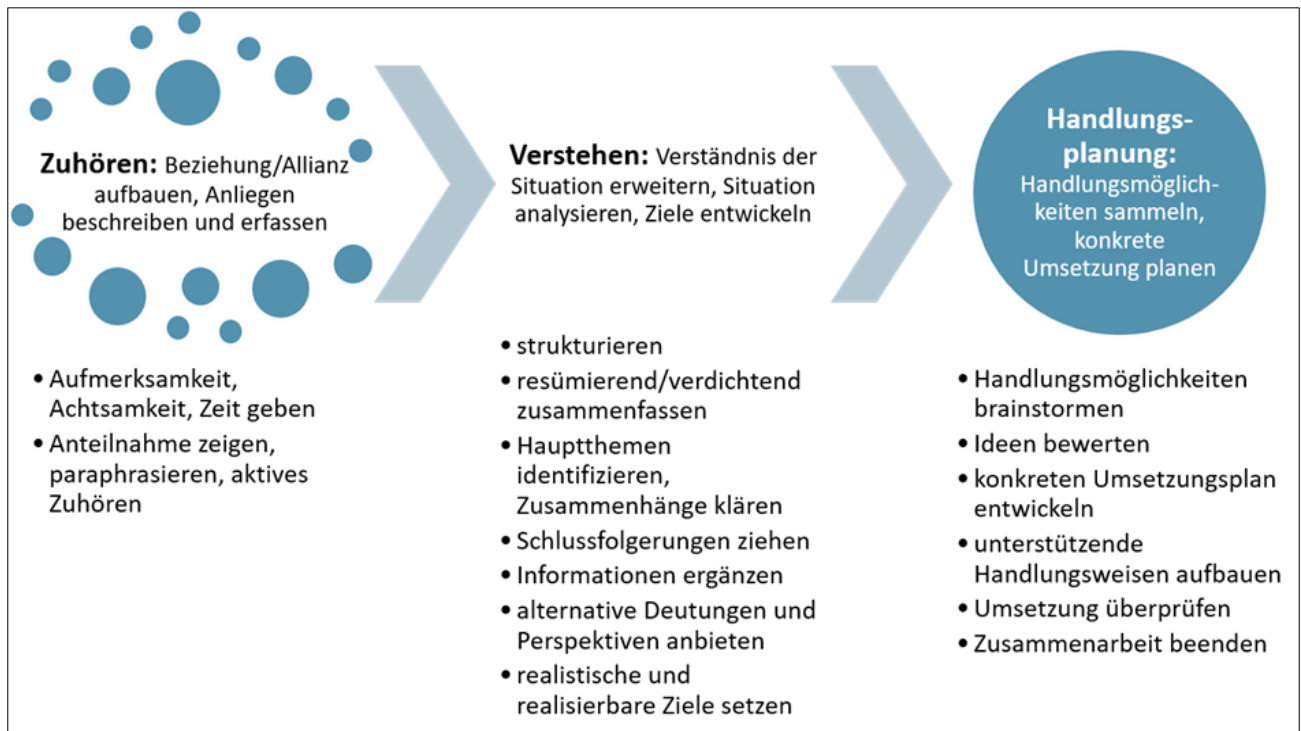 Zuhören: Beziehung/Allianz
aufbauen, Anliegen
beschreiben und erfassen
• Aufmerksamkeit,
Achtsamkeit, Zeit geben
• Anteilnahme zeigen,
paraphrasieren, aktives
Zuhören
Verstehen: Verständnis der
Situation erweitern, Situation
analysieren, Ziele entwickeln
• strukturieren
• resümierend/verdichtend
zusammenfassen
• Hauptthemen
identifizieren,
Zusammenhänge klären
• Schlussfolgerungen ziehen
• Informationen ergänzen
• alternative Deutungen und
Perspektiven anbieten
• realistische und
realisierbare Ziele setzen
Handlungs-
planung:
Handlungsmöglich-
keiten sammeln,
konkrete
Umsetzung planen
• Handlungsmöglichkeiten
brainstormen
• Ideen bewerten
• konkreten Umsetzungsplan
entwickeln
• unterstützende
Handlungsweisen aufbauen
• Umsetzung überprüfen
• Zusammenarbeit beenden